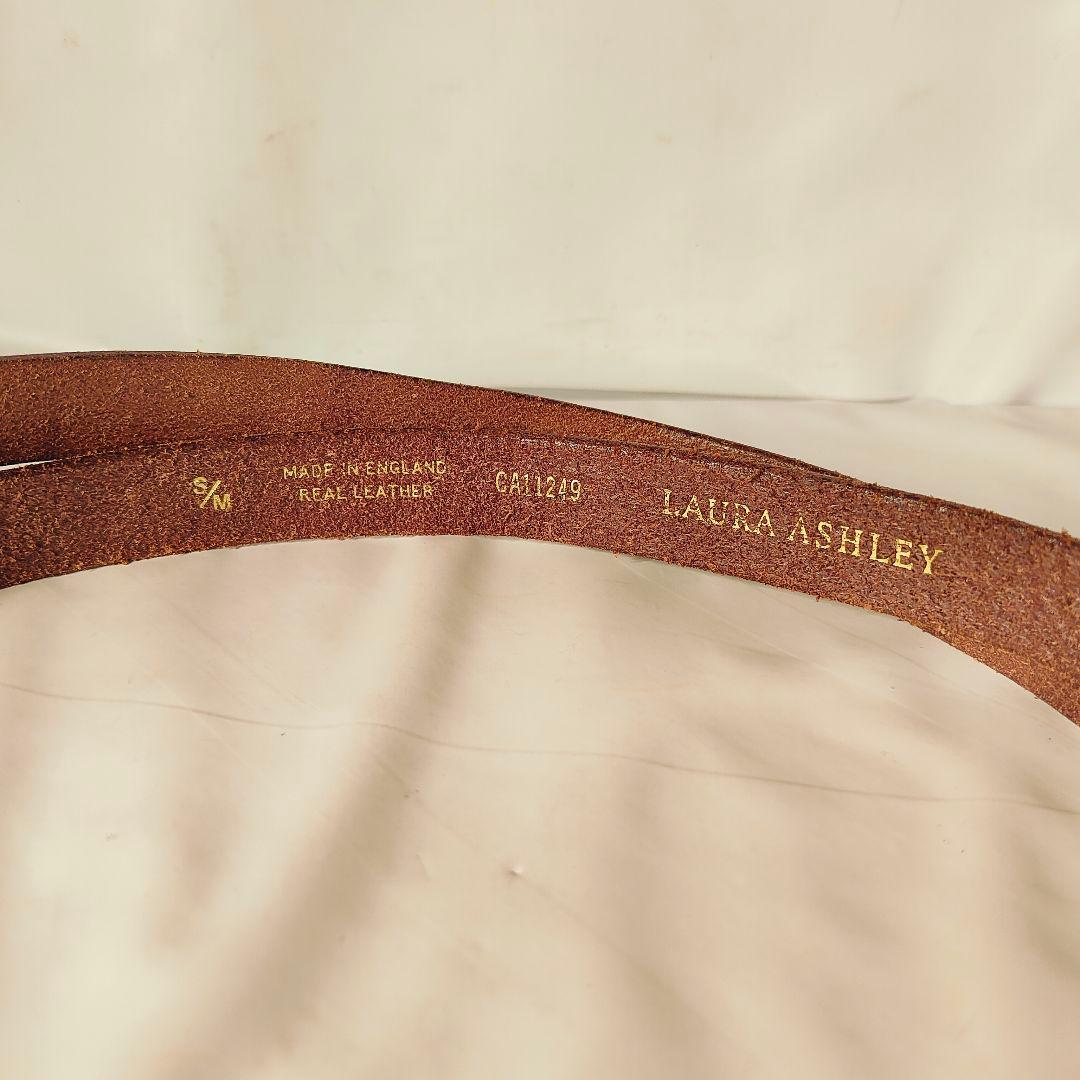 S/M
MADE IN ENGLAND
REAL LEATHER
CA11249
LAURA ASHLEY